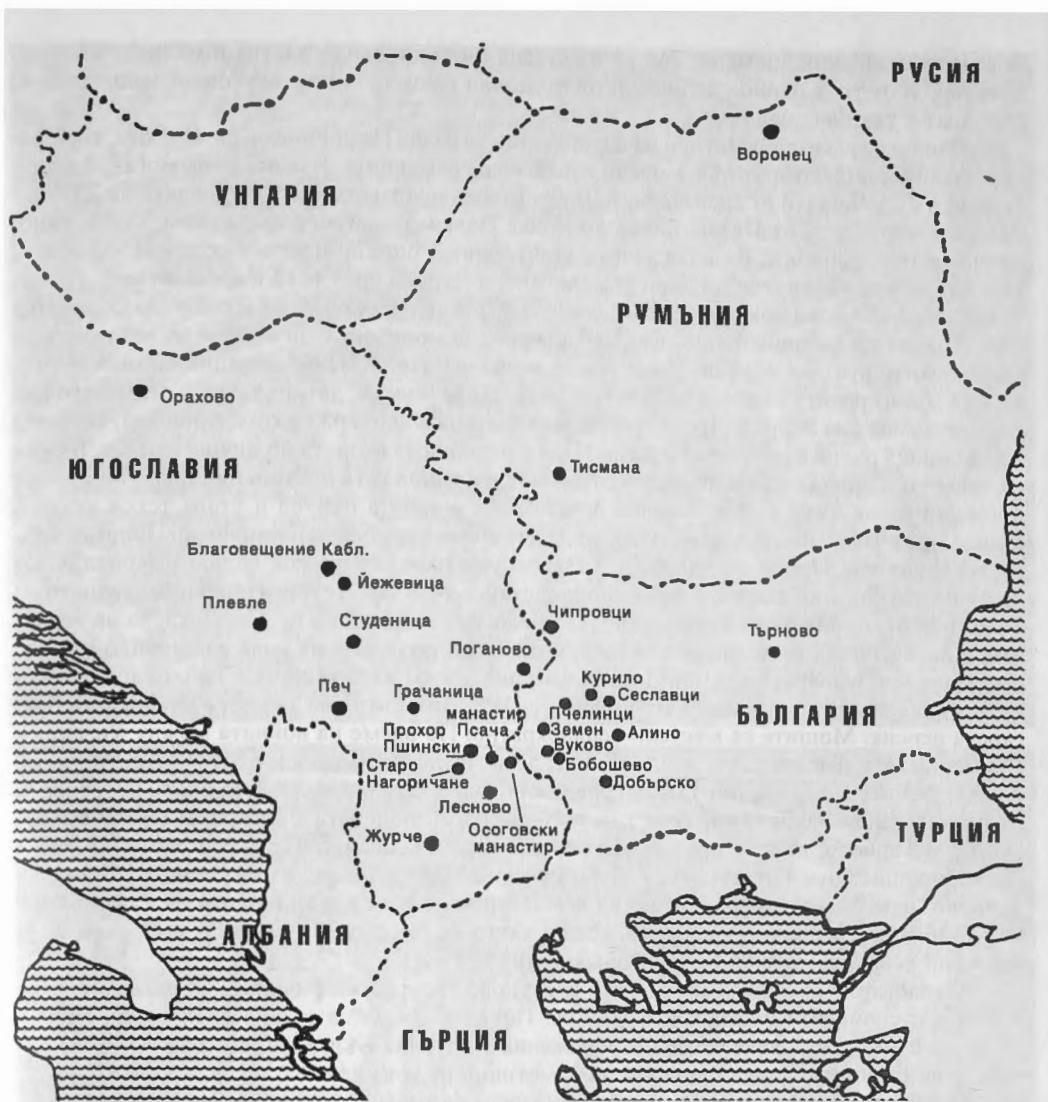 РУСИЯ
Воронец
УНГАРИЯ
РУМЪНИЯ
Орахово
ЮГОСЛАВИЯ
Тисмана
Благовещение Кабл.
Йежевица
Плевле
Чипровци
Студеница
Търново
Поганово
Курило
Печ
Грачаница
Сеславци
манастир
Пчелинци
БЪЛГАРИЯ
Прохор
Псача
Земен
Алино
Пшински
Вуково
Старо
Бобошево
Нагоричине
Добърско
Лесново
ТУРЦИЯ
Журче
Осоговски
манастир
АЛБАНИЯ
ГЪРЦИЯ